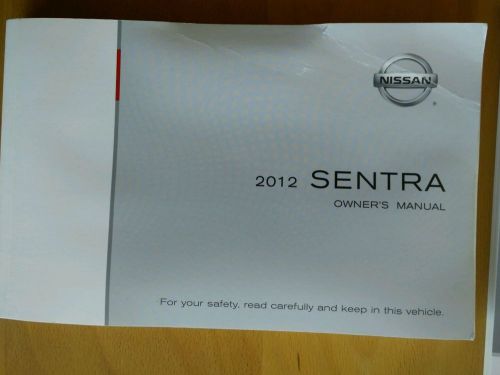 NISSAN
2012 SENTRA
OWNER'S MANUAL
For your safety, read carefully and keep in this vehicle.